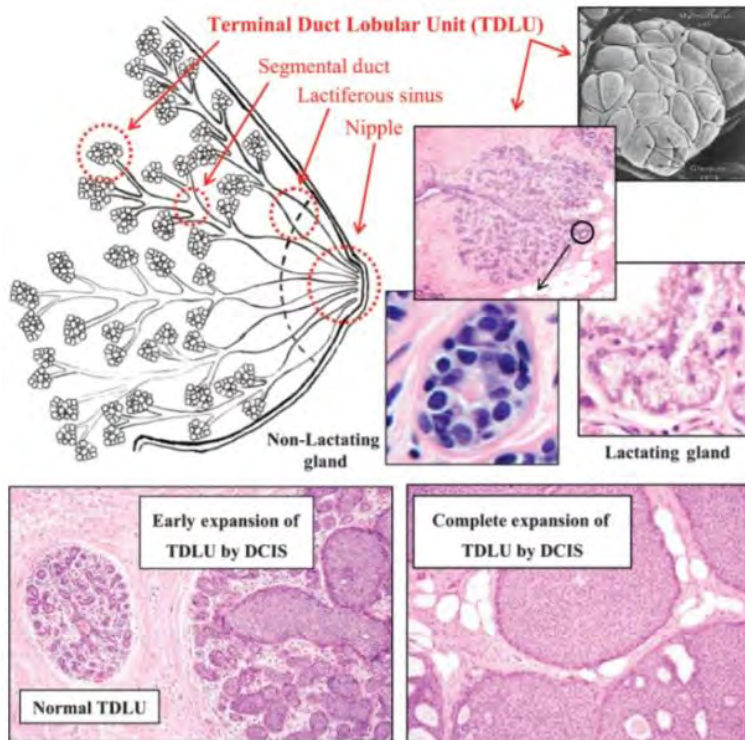 Terminal Duct Lobular Unit (TDLU)
Segmental duct
Lactiferous sinus
Nipple
Non-Lactating
gland
Lactating gland
Early expansion of
TDLU by DCIS
Normal TDLU
Complete expansion of
TDLU by DCIS